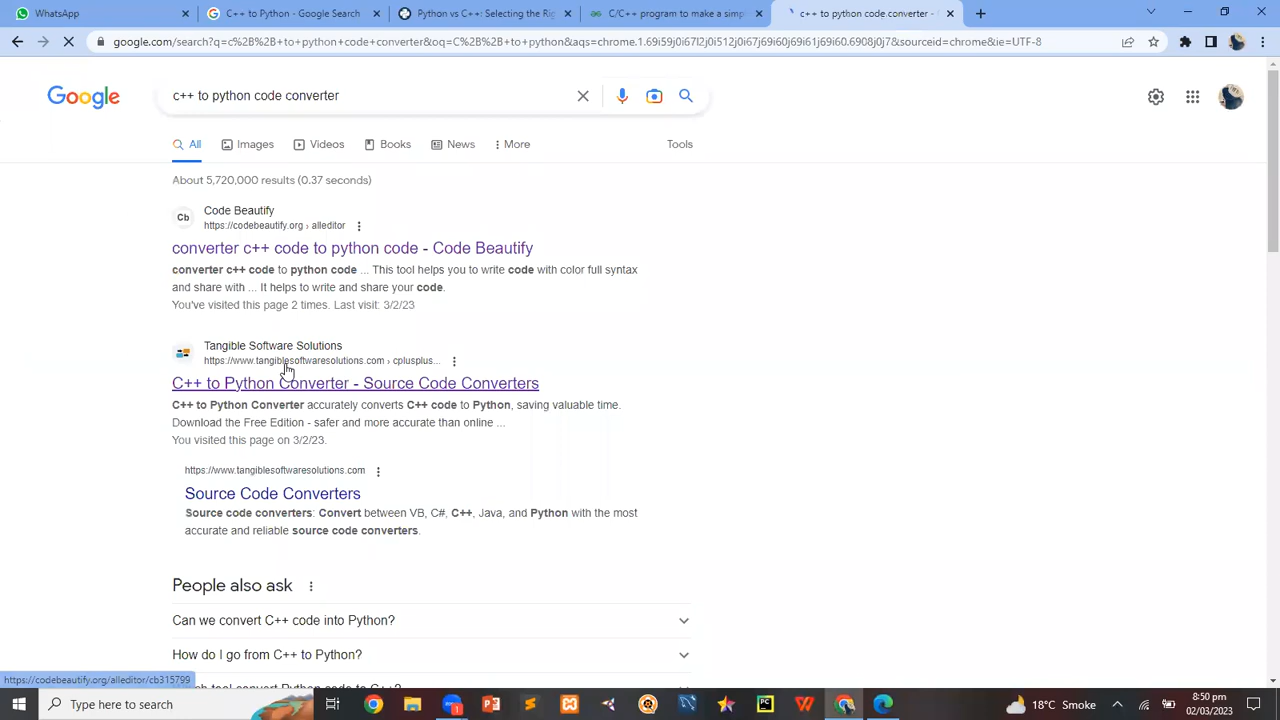 WhatsApp
C++ to Python - Google Search
Python vs C++: Selecting the Rig
C/C++ program to make a simpl
c++ to python code converter -
google.com/search?q=c%2B%2B+to+python+code+converter&oq=C%2B%2B+to+python&aqs=chrome.1.69i59j0i67l2j0i512j0i67j69i60j69i61j69i60.6908j0j7&sourceid=chrome&ie=UTF-8
Google
c++ to python code converter
All
Images
Videos
Books
News
More
Tools
About 5,720,000 results (0.37 seconds)
Cb
Code Beautify
https://codebeautify.org › alleditor
converter c++ code to python code - Code Beautify
converter c++ code to python code ... This tool helps you to write code with color full syntax
and share with ... It helps to write and share your code.
You've visited this page 2 times. Last visit: 3/2/23
Tangible Software Solutions
https://www.tangiblesoftwaresolutions.com › cplusplus...
C++ to Python Converter - Source Code Converters
C++ to Python Converter accurately converts C++ code to Python, saving valuable time.
Download the Free Edition - safer and more accurate than online ...
You visited this page on 3/2/23.
https://www.tangiblesoftwaresolutions.com
Source Code Converters
Source code converters: Convert between VB, C#, C++, Java, and Python with the most
accurate and reliable source code converters.
People also ask
Can we convert C++ code into Python?
How do I go from C++ to Python?
tool convert Python code to C++?
https://codebeautify.org/alleditor/cb315799
Type here to search
1
PC
18°C Smoke
8:50 pm
02/03/2023